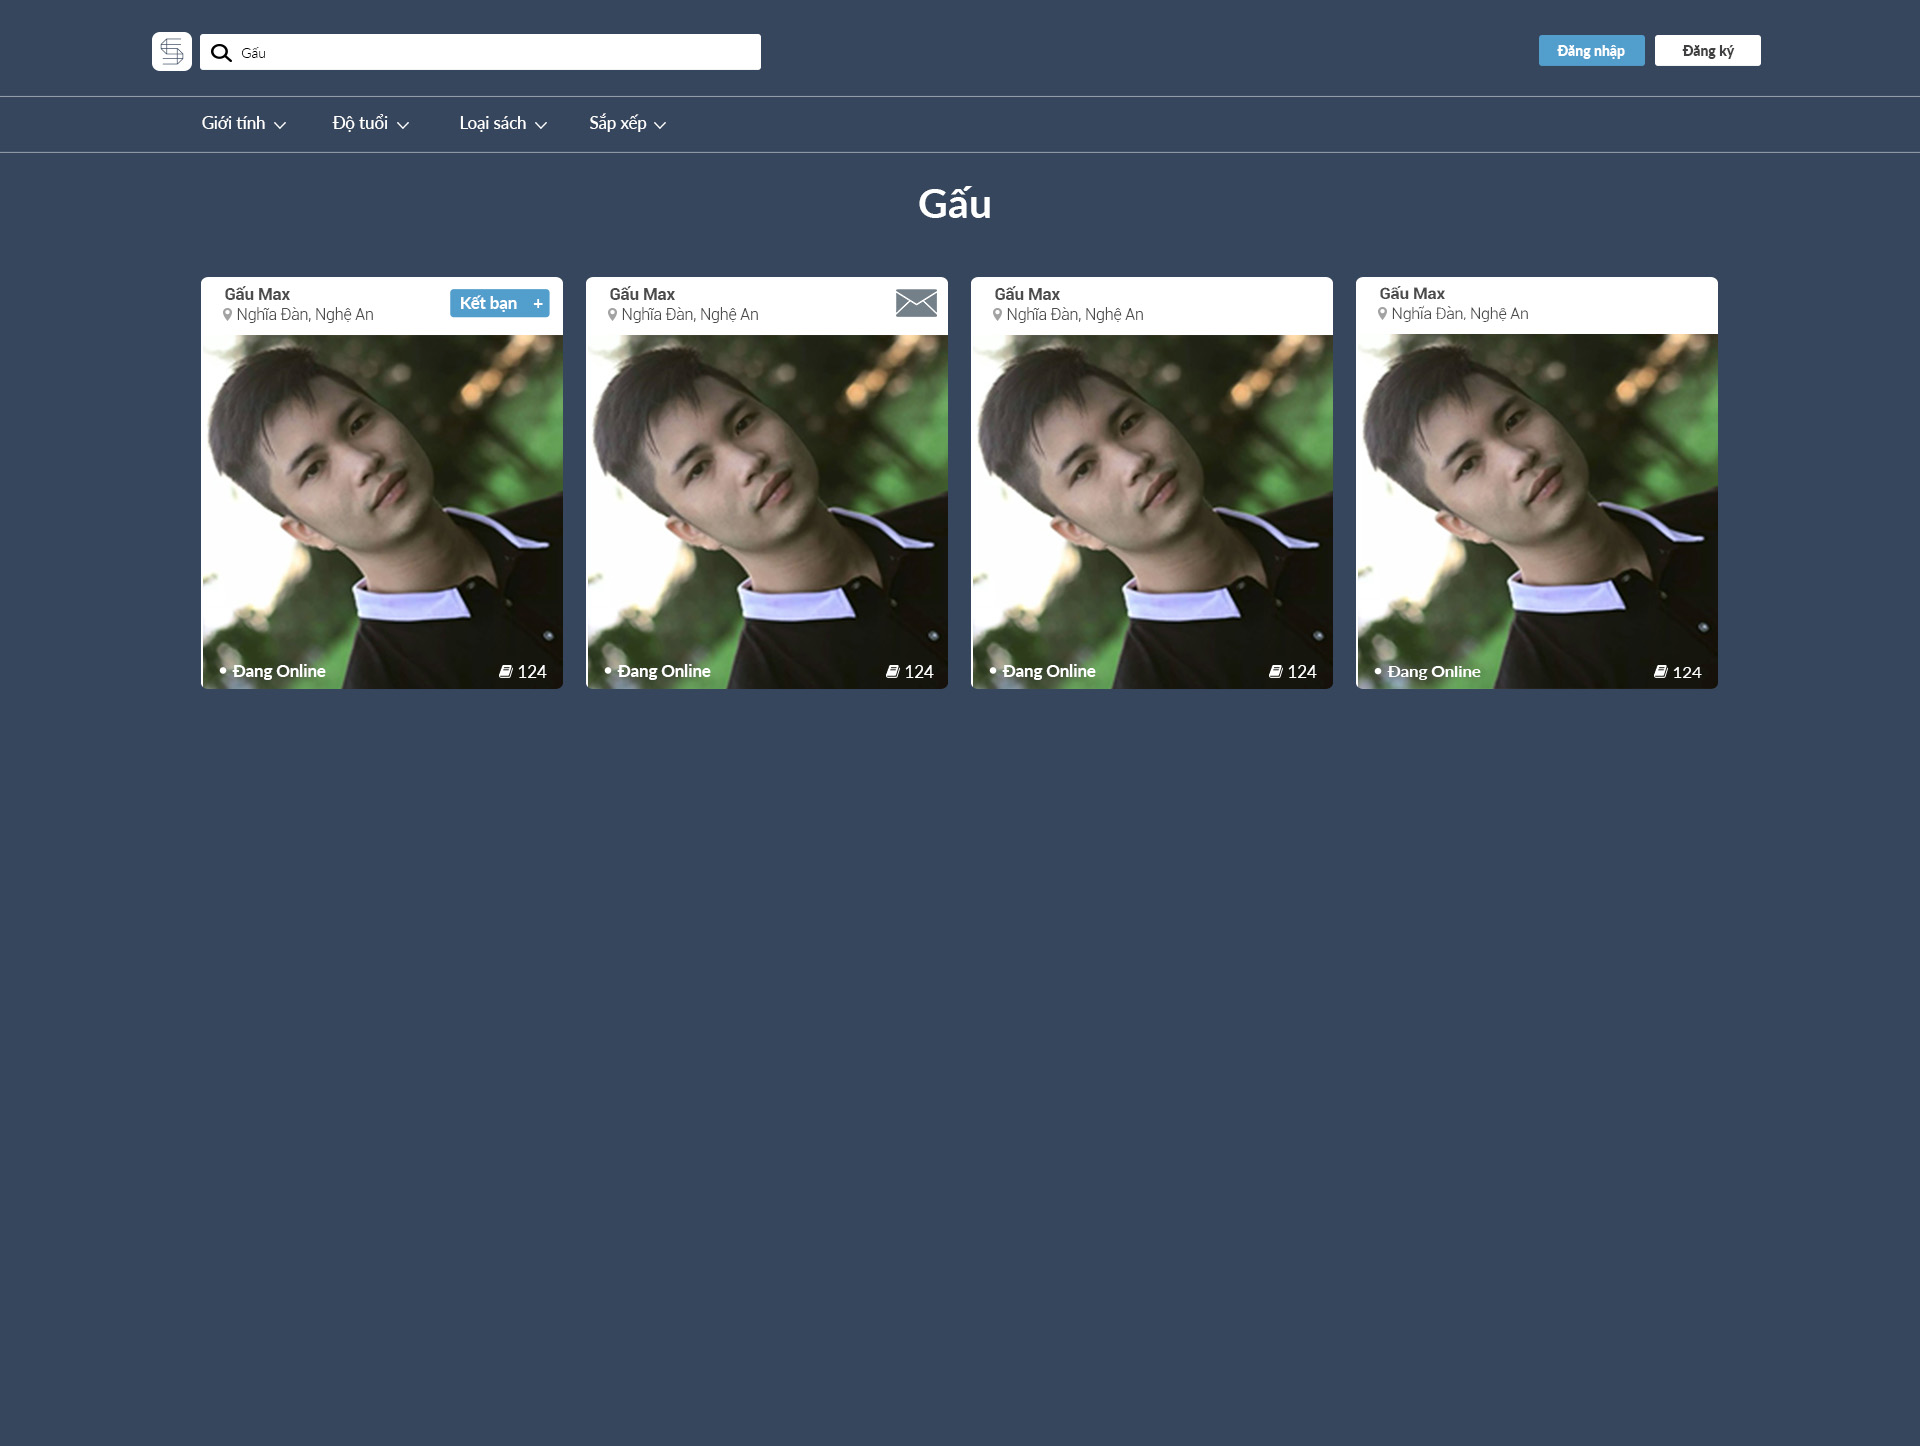 Gấu
Đăng nhập
Đăng ký
Giới tính
Độ tuổi
Loại sách
Sắp xếp
Gấu
Gấu Max
Nghĩa Đàn, Nghệ An
Kết bạn +
Đang Online
124
Gấu Max
Nghĩa Đàn, Nghệ An
Đang Online
124
Gấu Max
Nghĩa Đàn, Nghệ An
Đang Online
124
Gấu Max
Nghĩa Đàn, Nghệ An
Đang Online
124